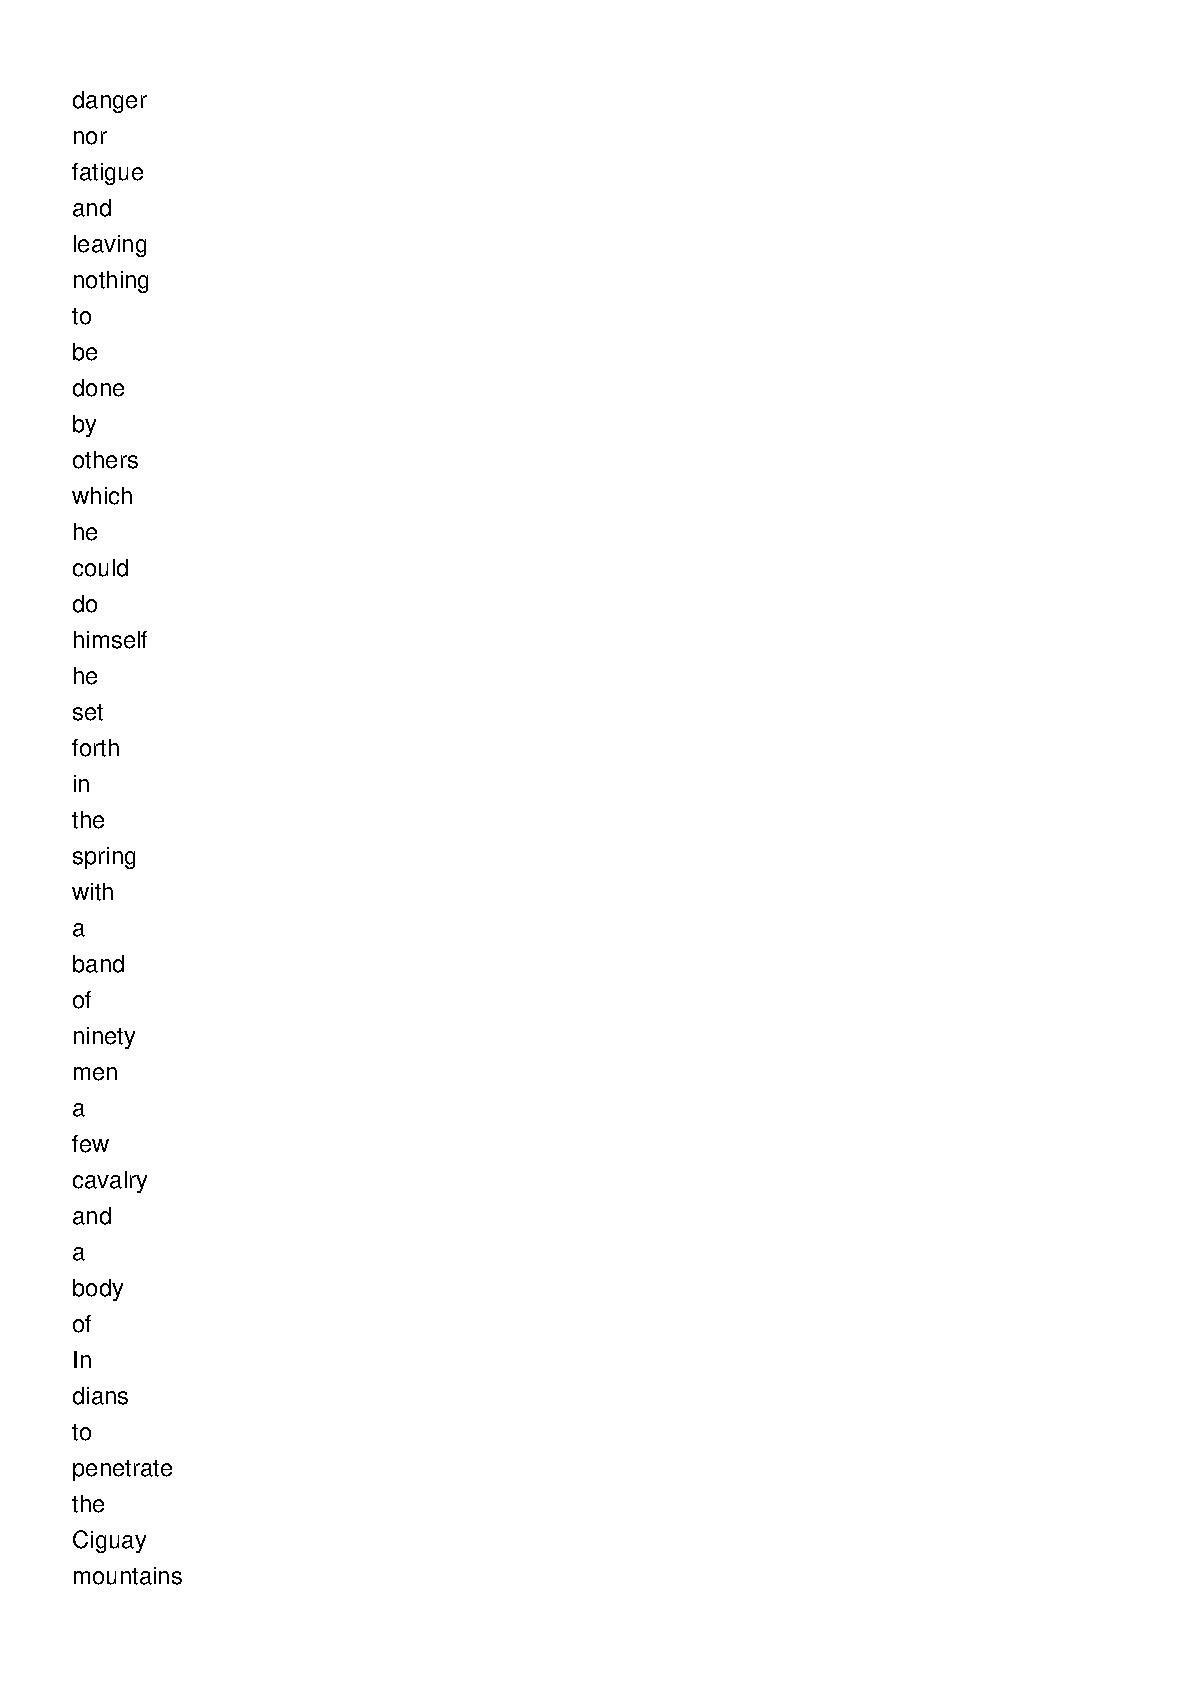 danger
nor
fatigue
and
leaving
nothing
to
be
done
by
others
which
he
could
do
himself
he
set
forth
in
the
spring
with
a
band
of
ninety
men
a
few
cavalry
and
a
body
of
In
dians
to
penetrate
the
Ciguay
mountains